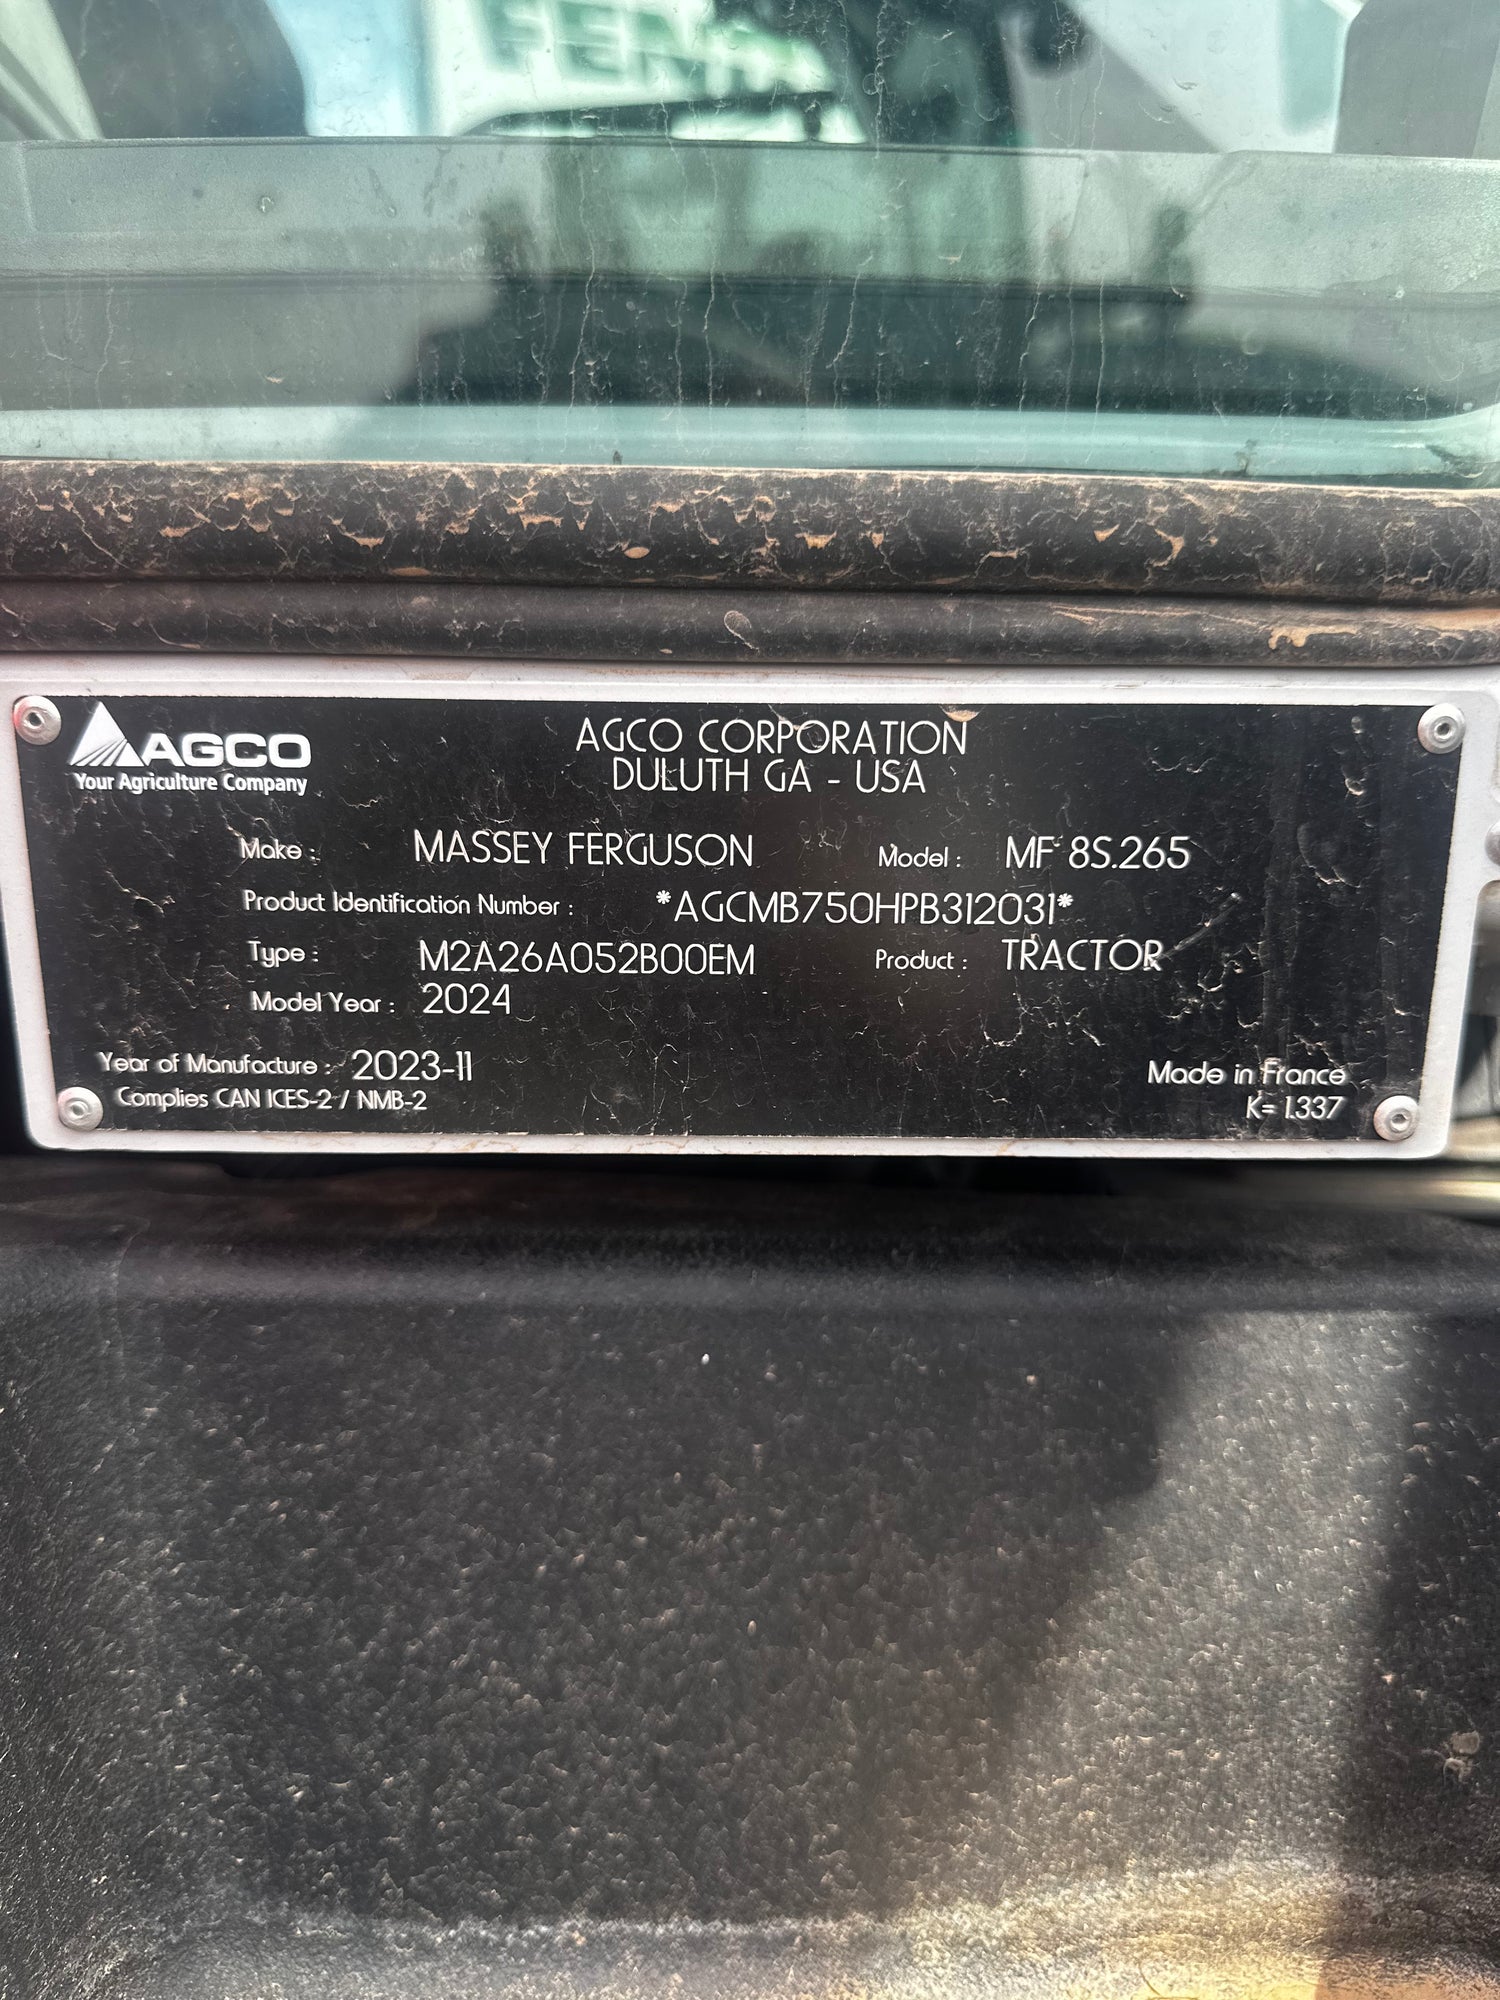 AGCO
Your Agriculture Company
AGCO CORPORATION
DULUTH GA - USA
Make : MASSEY FERGUSON Model : MF 8S.265
Product Identification Number : *AGCMB750HPB312031*
Type : M2A26A052B00EM Product : TRACTOR
Model Year : 2024
Year of Manufacture : 2023-11
Complies CAN ICES-2 / NMB-2
Made in France
K= 1.337